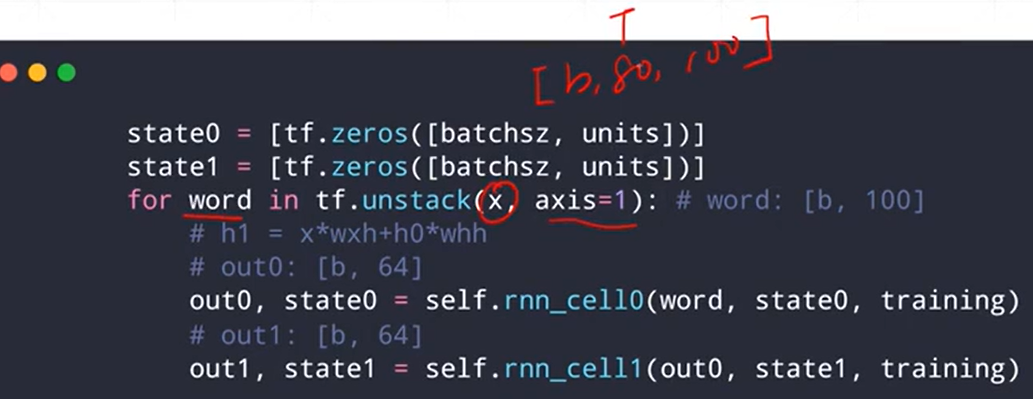 T
[b, 80, 100]
state0 = [tf.zeros([batchsz, units])]
state1 = [tf.zeros([batchsz, units])]
for word in tf.unstack(x, axis=1): # word: [b, 100]
# h1 = x*wxh+h0*whh
# out0: [b, 64]
out0, state0 = self.rnn_cell0(word, state0, training)
# out1: [b, 64]
out1, state1 = self.rnn_cell1(out0, state1, training)